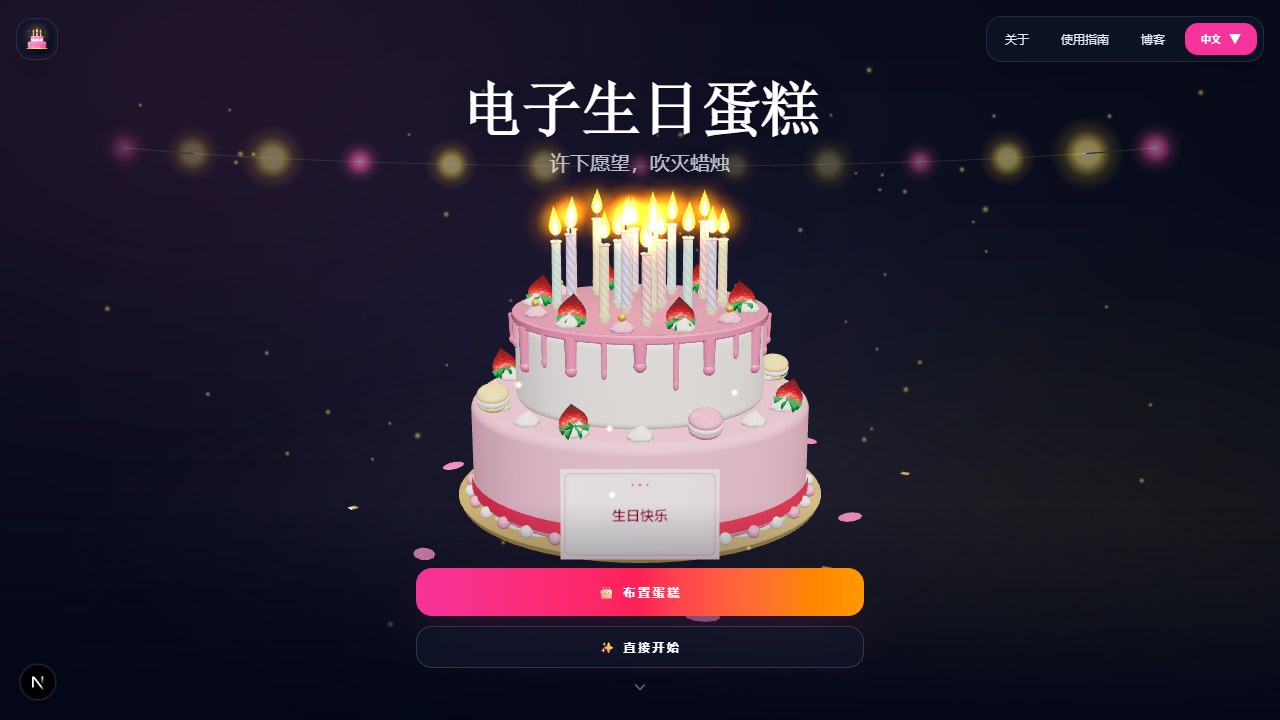 关于
使用指南
博客
中文 ▼
电子生日蛋糕
许下愿望，吹灭蜡烛
生日快乐
布置蛋糕
直接开始
N